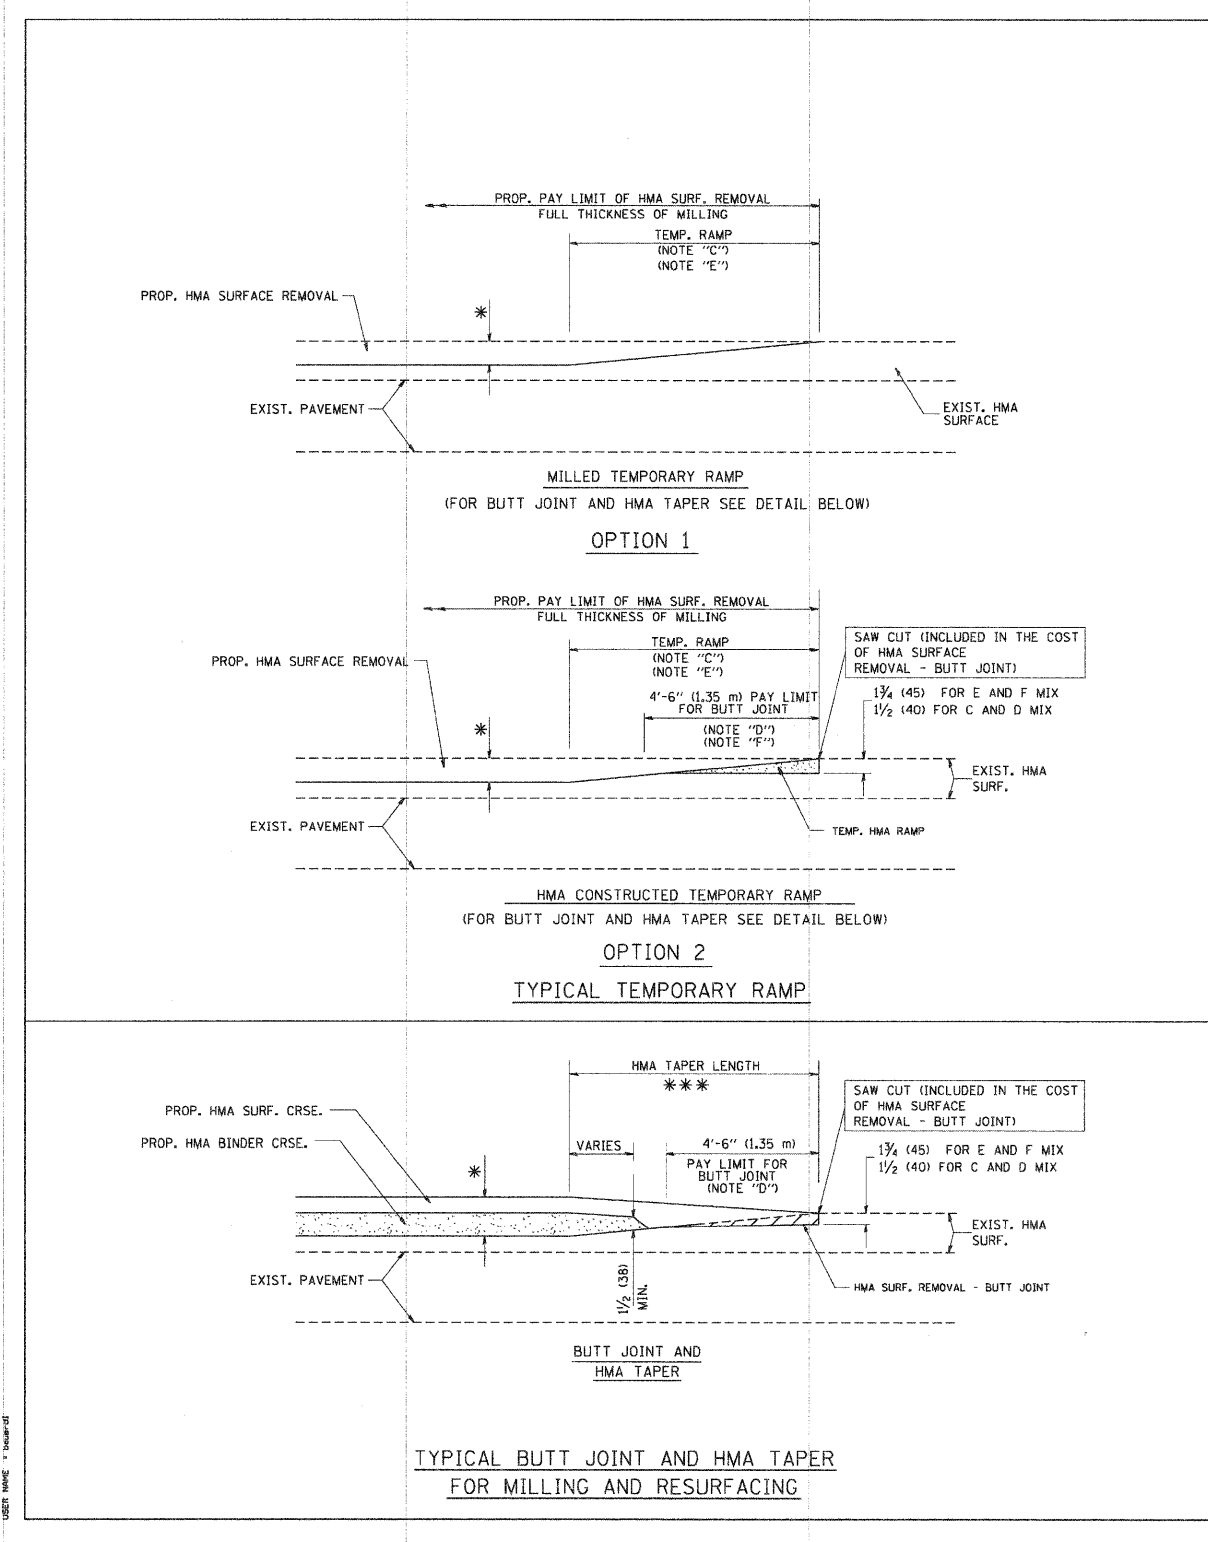 PROP. PAY LIMIT OF HMA SURF. REMOVAL
FULL THICKNESS OF MILLING
TEMP. RAMP
(NOTE "C")
(NOTE "E")
PROP. HMA SURFACE REMOVAL
*
EXIST. PAVEMENT
EXIST. HMA
SURFACE
MILLED TEMPORARY RAMP
(FOR BUTT JOINT AND HMA TAPER SEE DETAIL BELOW)
OPTION 1
PROP. PAY LIMIT OF HMA SURF. REMOVAL
FULL THICKNESS OF MILLING
TEMP. RAMP
(NOTE "C")
(NOTE "E")
SAW CUT (INCLUDED IN THE COST
OF HMA SURFACE
REMOVAL - BUTT JOINT)
PROP. HMA SURFACE REMOVAL
4'-6" (1.35 m) PAY LIMIT
FOR BUTT JOINT
(NOTE "D")
(NOTE "F")
1¾ (45) FOR E AND F MIX
1½ (40) FOR C AND D MIX
*
EXIST. HMA
SURF.
EXIST. PAVEMENT
TEMP. HMA RAMP
HMA CONSTRUCTED TEMPORARY RAMP
(FOR BUTT JOINT AND HMA TAPER SEE DETAIL BELOW)
OPTION 2
TYPICAL TEMPORARY RAMP
HMA TAPER LENGTH
***
SAW CUT (INCLUDED IN THE COST
OF HMA SURFACE
REMOVAL - BUTT JOINT)
PROP. HMA SURF. CRSE.
PROP. HMA BINDER CRSE.
VARIES
4'-6" (1.35 m)
PAY LIMIT FOR
BUTT JOINT
(NOTE "D")
1¾ (45) FOR E AND F MIX
1½ (40) FOR C AND D MIX
*
EXIST. HMA
SURF.
EXIST. PAVEMENT
1½ (38)
MIN.
HMA SURF. REMOVAL - BUTT JOINT
BUTT JOINT AND
HMA TAPER
TYPICAL BUTT JOINT AND HMA TAPER
FOR MILLING AND RESURFACING
USER NAME =